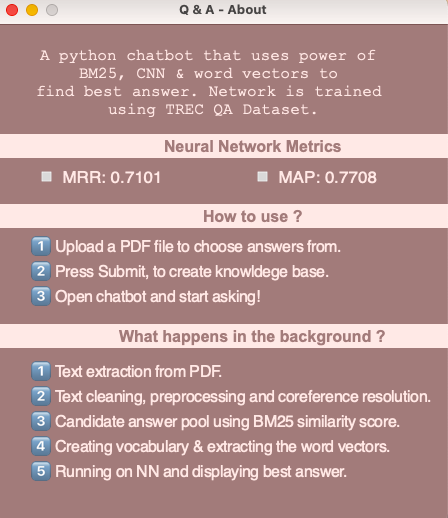 Q & A - About
A python chatbot that uses power of
BM25, CNN & word vectors to
find best answer. Network is trained
using TREC QA Dataset.
Neural Network Metrics
MRR: 0.7101 MAP: 0.7708
How to use ?
1 Upload a PDF file to choose answers from.
2 Press Submit, to create knowldege base.
3 Open chatbot and start asking!
What happens in the background ?
1 Text extraction from PDF.
2 Text cleaning, preprocessing and coreference resolution.
3 Candidate answer pool using BM25 similarity score.
4 Creating vocabulary & extracting the word vectors.
5 Running on NN and displaying best answer.